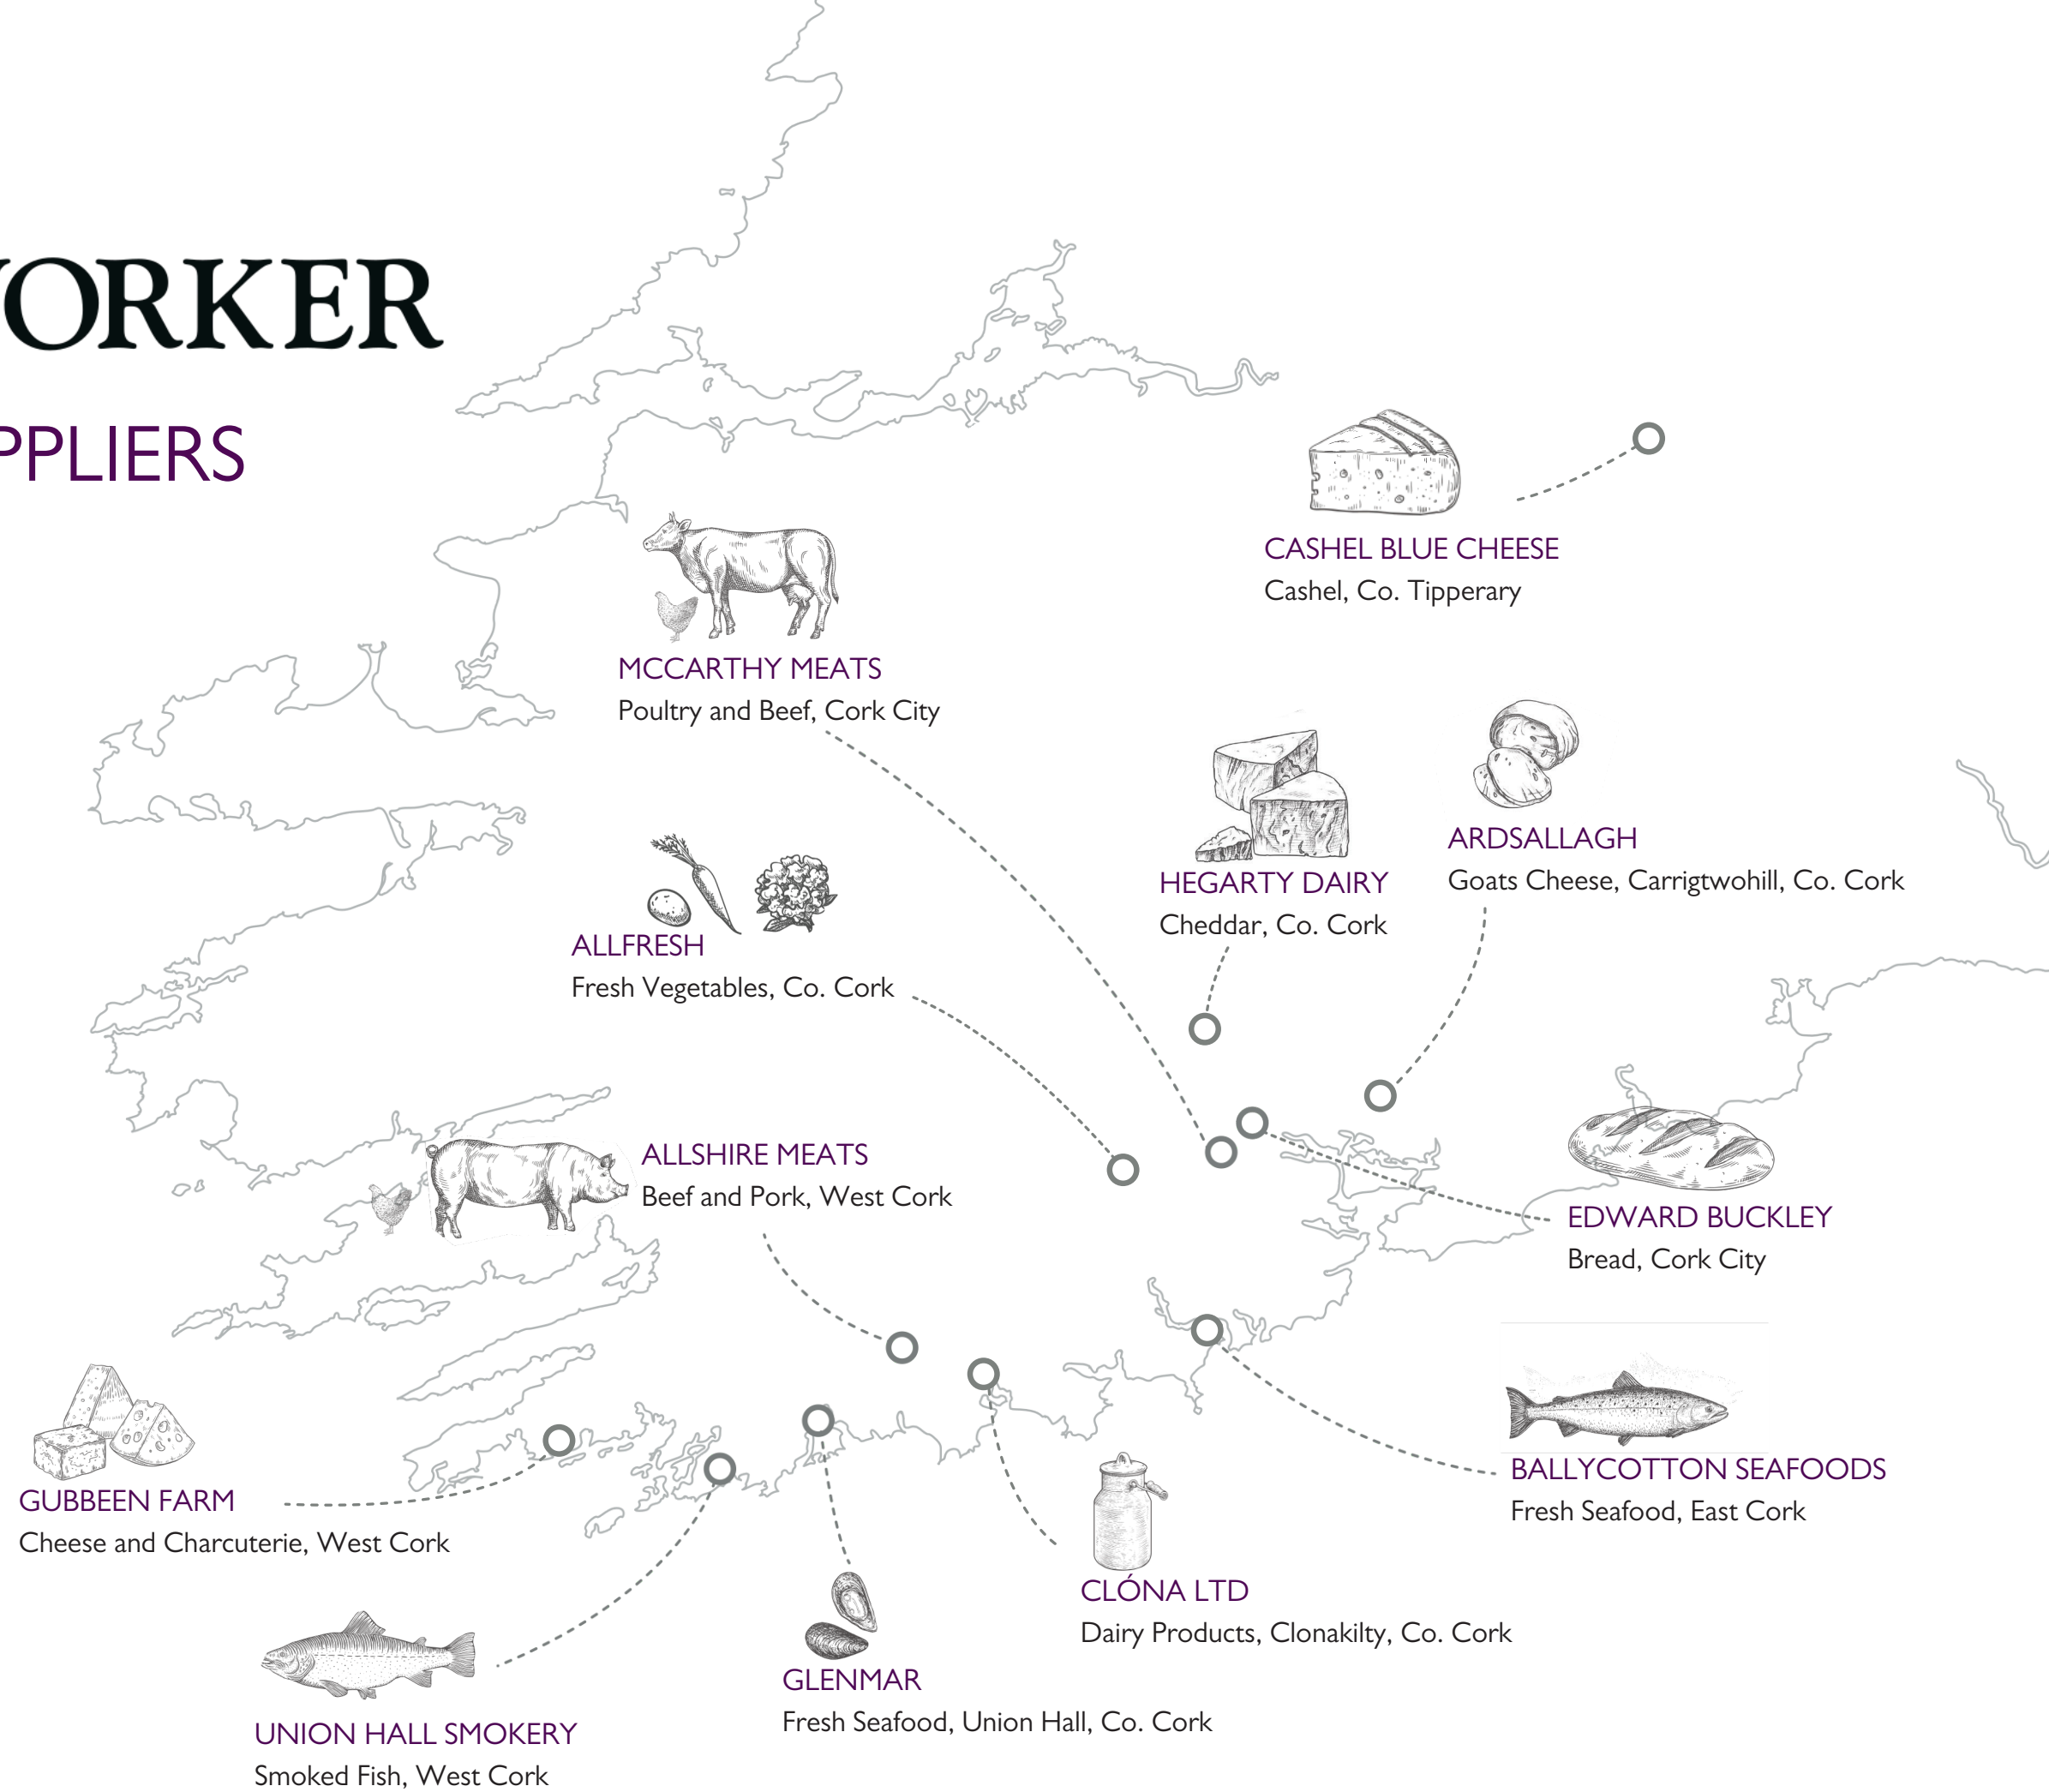 YORKER
PPLIERS
CASHEL BLUE CHEESE
Cashel, Co. Tipperary
MCCARTHY MEATS
Poultry and Beef, Cork City
ARDSALLAGH
Goats Cheese, Carrigtwohill, Co. Cork
HEGARTY DAIRY
Cheddar, Co. Cork
ALLFRESH
Fresh Vegetables, Co. Cork
ALLSHIRE MEATS
Beef and Pork, West Cork
EDWARD BUCKLEY
Bread, Cork City
BALLYCOTTON SEAFOODS
Fresh Seafood, East Cork
GUBBEEN FARM
Cheese and Charcuterie, West Cork
CLÓNA LTD
Dairy Products, Clonakilty, Co. Cork
GLENMAR
Fresh Seafood, Union Hall, Co. Cork
UNION HALL SMOKERY
Smoked Fish, West Cork